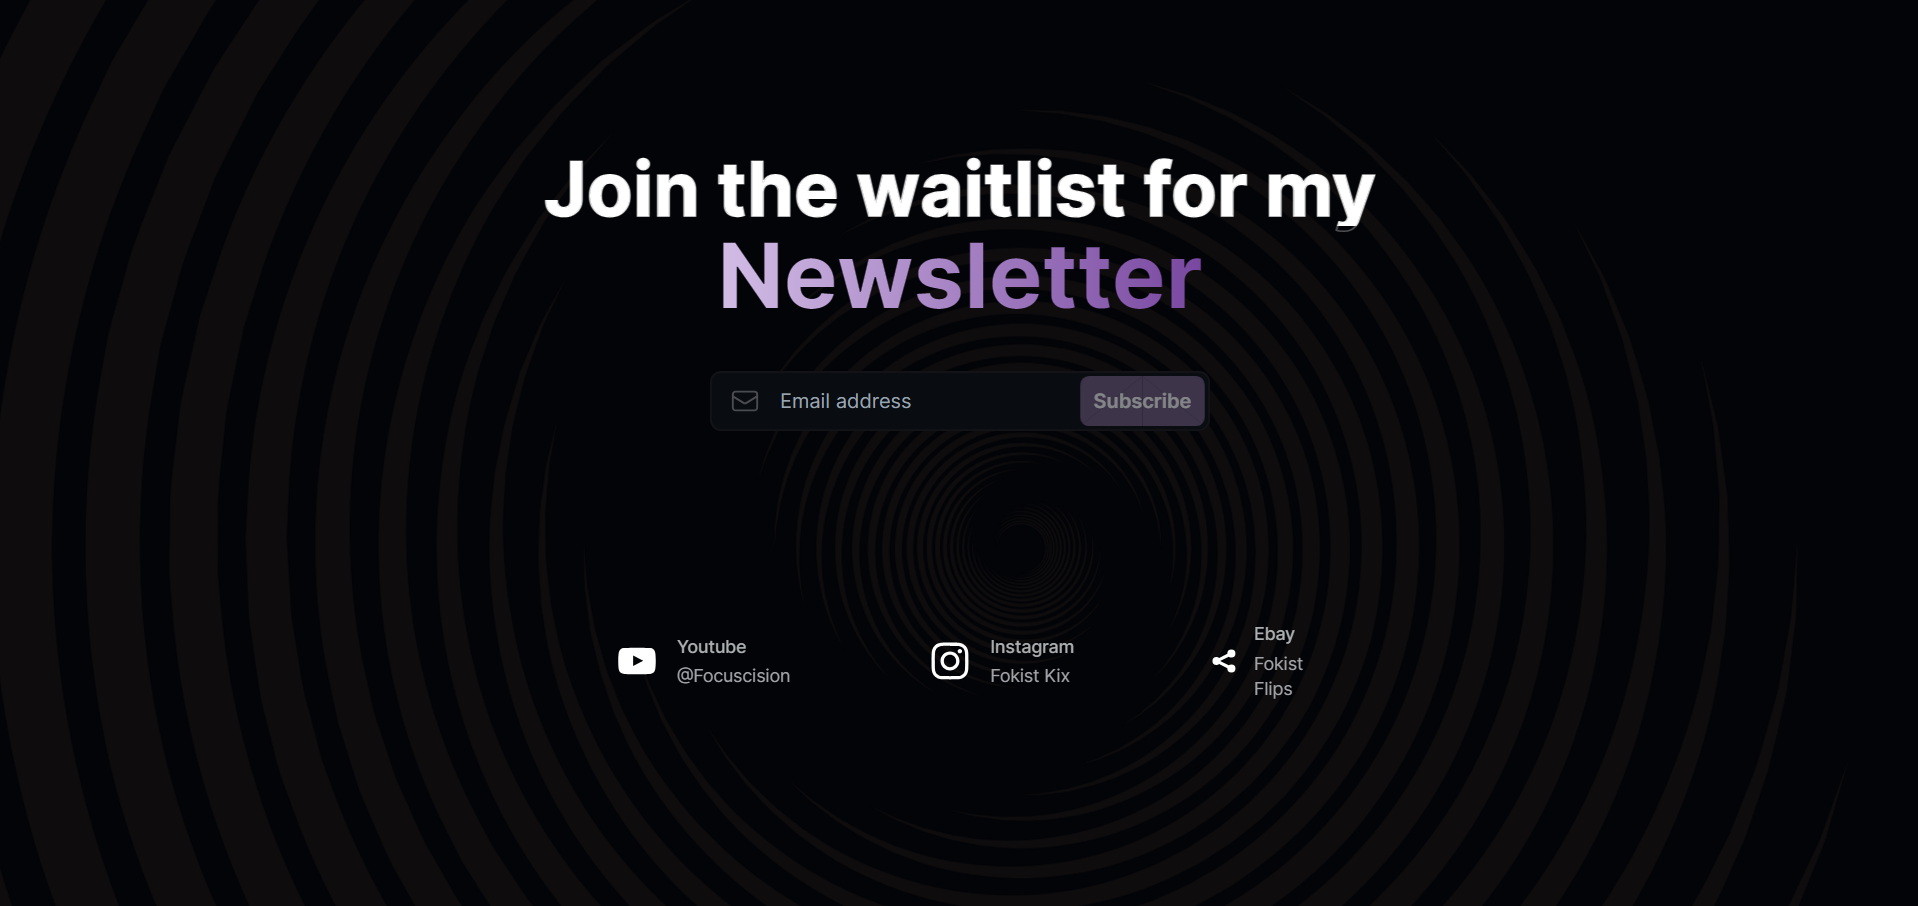 Join the waitlist for my
Newsletter
Email address
Subscribe
Youtube
@Focuscision
Instagram
Fokist Kix
Ebay
Fokist
Flips